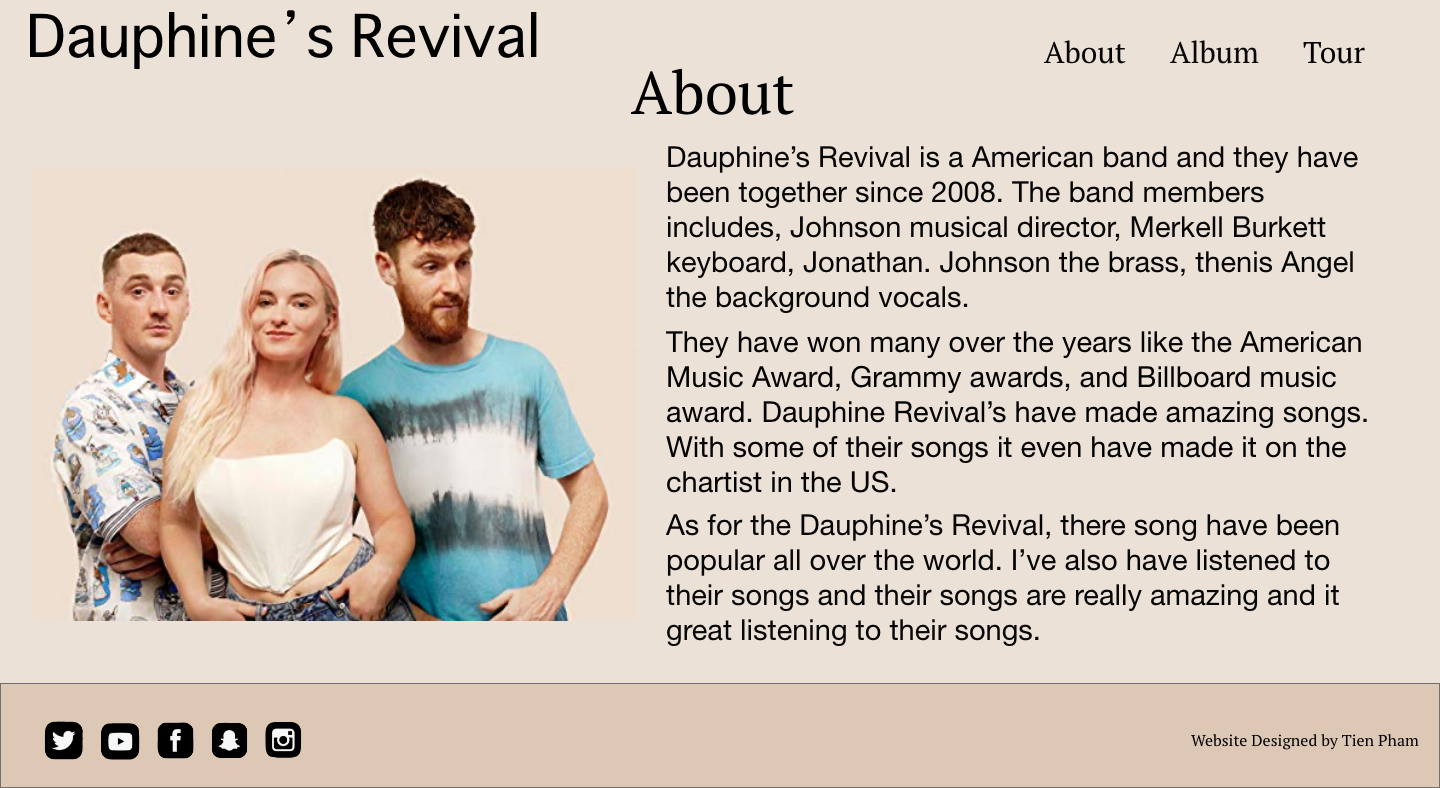 Dauphine’s Revival
About Album Tour
About
Dauphine’s Revival is a American band and they have
been together since 2008. The band members
includes, Johnson musical director, Merkell Burkett
keyboard, Jonathan. Johnson the brass, thenis Angel
the background vocals.
They have won many over the years like the American
Music Award, Grammy awards, and Billboard music
award. Dauphine Revival’s have made amazing songs.
With some of their songs it even have made it on the
chartist in the US.
As for the Dauphine’s Revival, there song have been
popular all over the world. I’ve also have listened to
their songs and their songs are really amazing and it
great listening to their songs.
Website Designed by Tien Pham